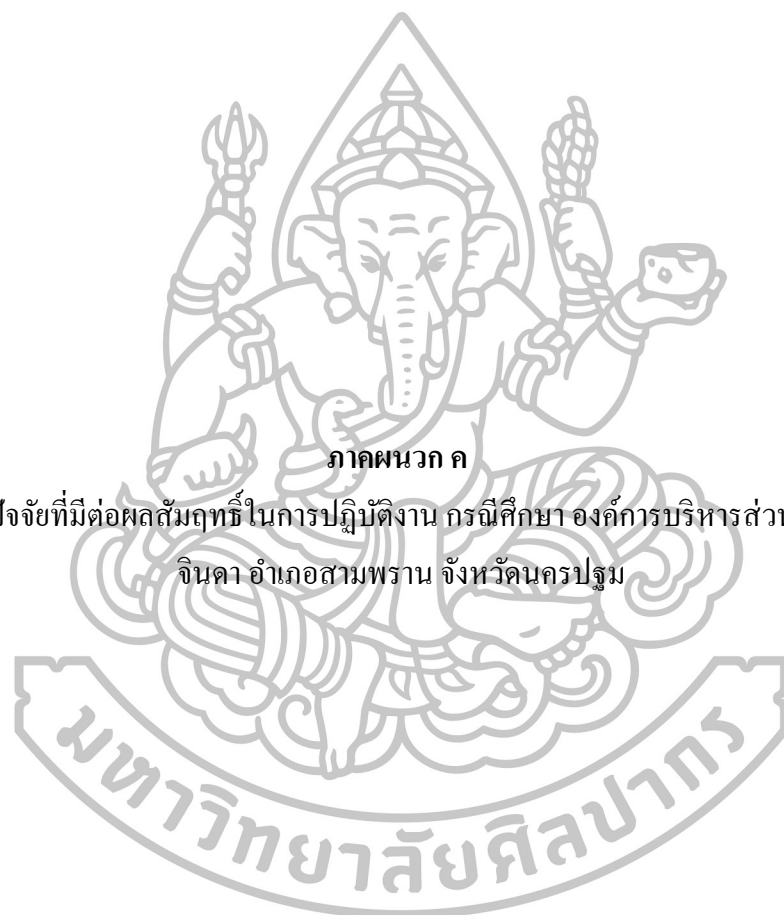 ภาคผนวก ค
ปัจจัยที่มีต่อผลสัมฤทธิ์ในการปฏิบัติงาน กรณีศึกษา องค์การบริหารส่วน
จินดา อำเภอสามพราน จังหวัดนครปฐม
มหาวิทยาลัยศิลปากร